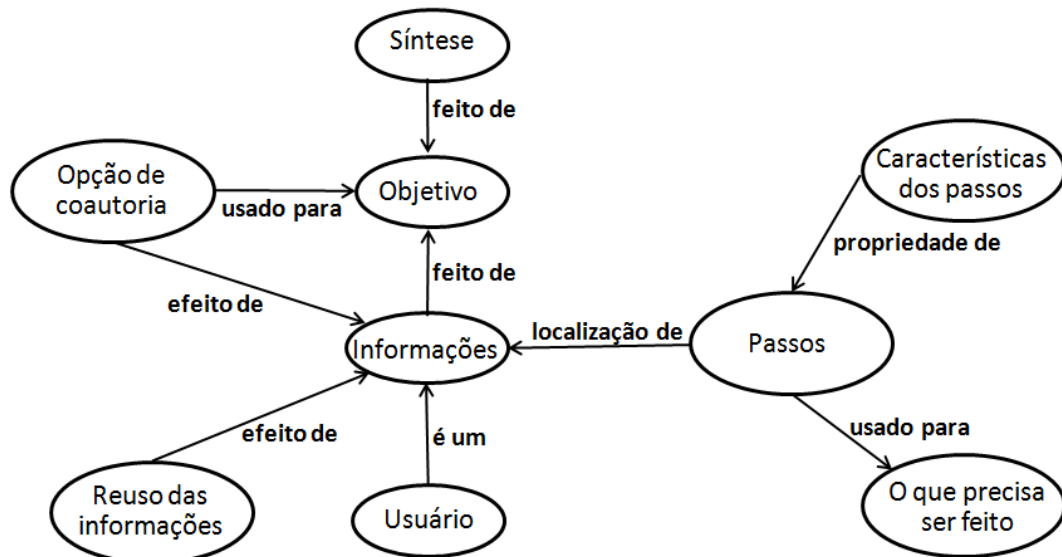 Síntese
feito de
Opção de
coautoria
usado para
Objetivo
Características
dos passos
propriedade de
feito de
efeito de
Informações
localização de
Passos
efeito de
é um
usado para
Reuso das
informações
Usuário
O que precisa
ser feito